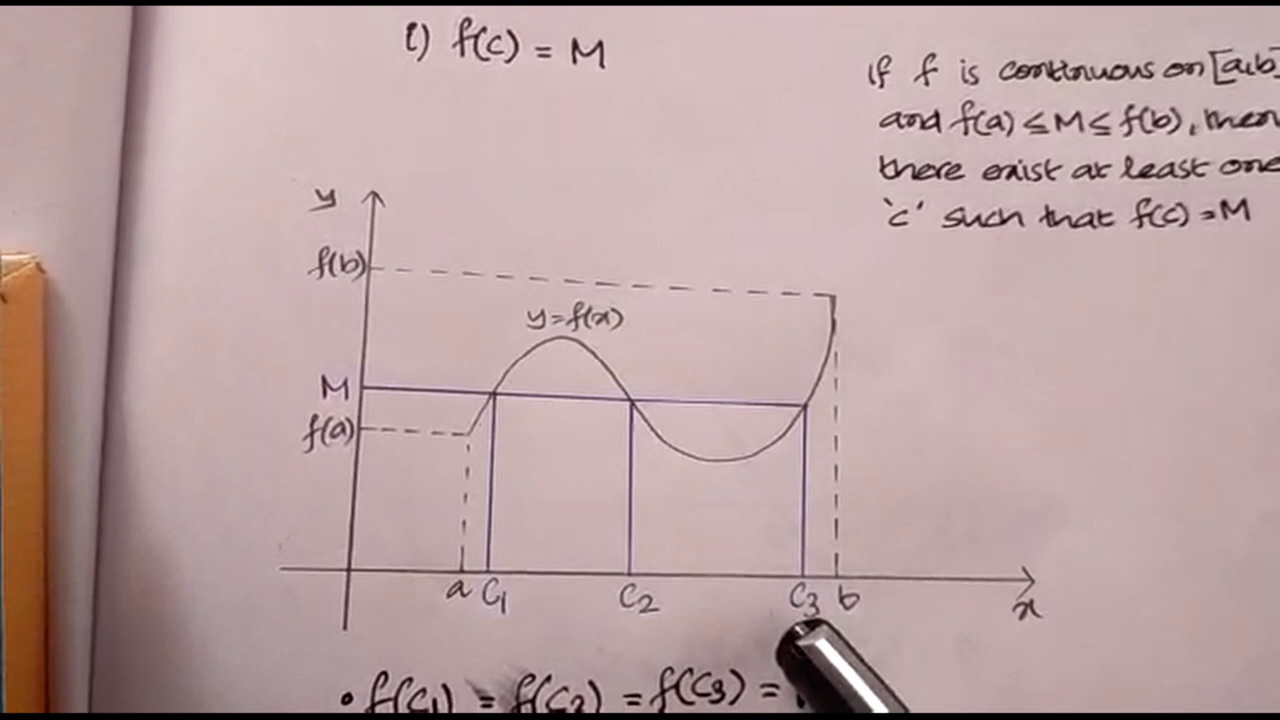 i) f(c) = M
If f is continuous on [a,b]
and f(a) ≤ M ≤ f(b), then
there exist at least one
'c' such that f(c) = M
y
f(b)
y=f(x)
M
f(a)
a C₁ C₂ C₃ b
x
• f(C₁) = f(C₂) = f(C₃) =